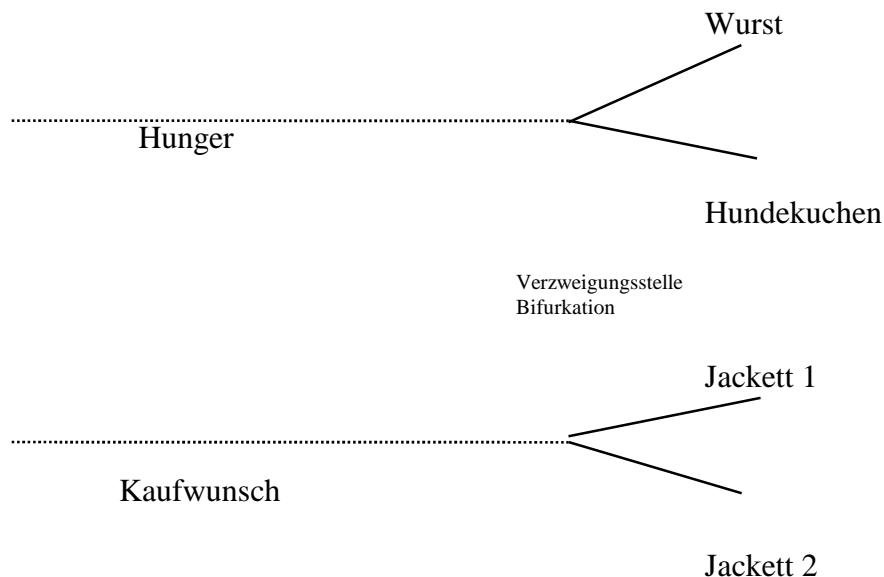 Wurst
Hunger
Hundekuchen
Verzweigungsstelle
Bifurkation
Jackett 1
Kaufwunsch
Jackett 2